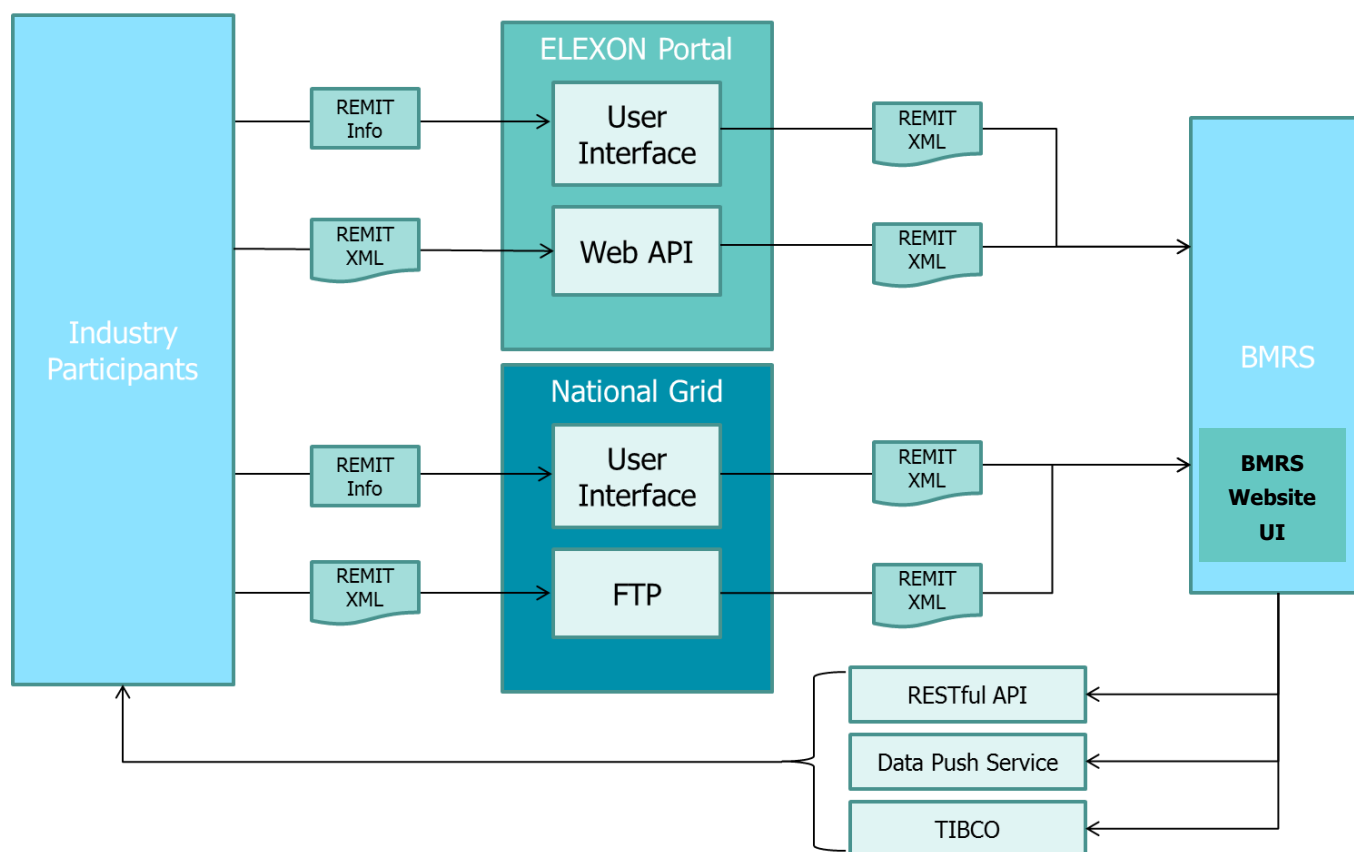 ELEXON Portal
REMIT
Info
User
Interface
REMIT
XML
REMIT
XML
Web API
REMIT
XML
Industry
Participants
BMRS
National Grid
REMIT
Info
User
Interface
REMIT
XML
BMRS
Website
UI
REMIT
XML
FTP
REMIT
XML
RESTful API
Data Push Service
TIBCO